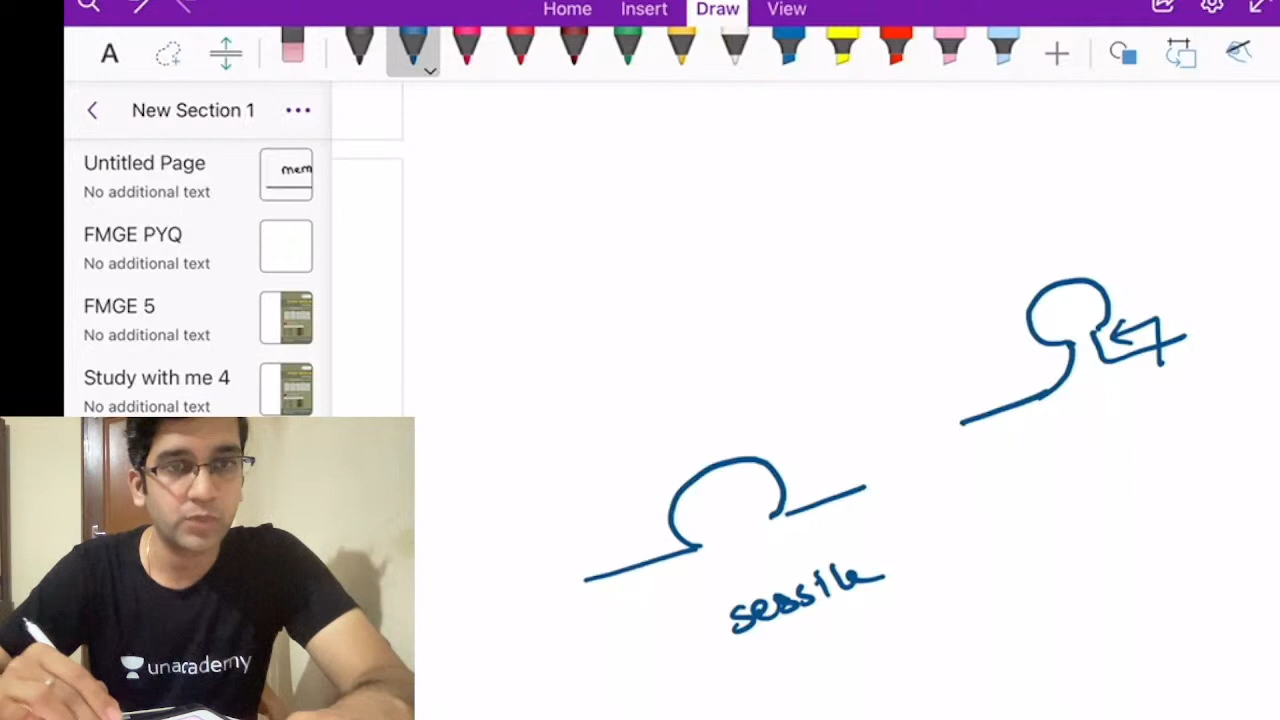 Home Insert Draw View
A
New Section 1
Untitled Page
No additional text
mem
FMGE PYQ
No additional text
FMGE 5
No additional text
Study with me 4
No additional text
sessile
unacademy